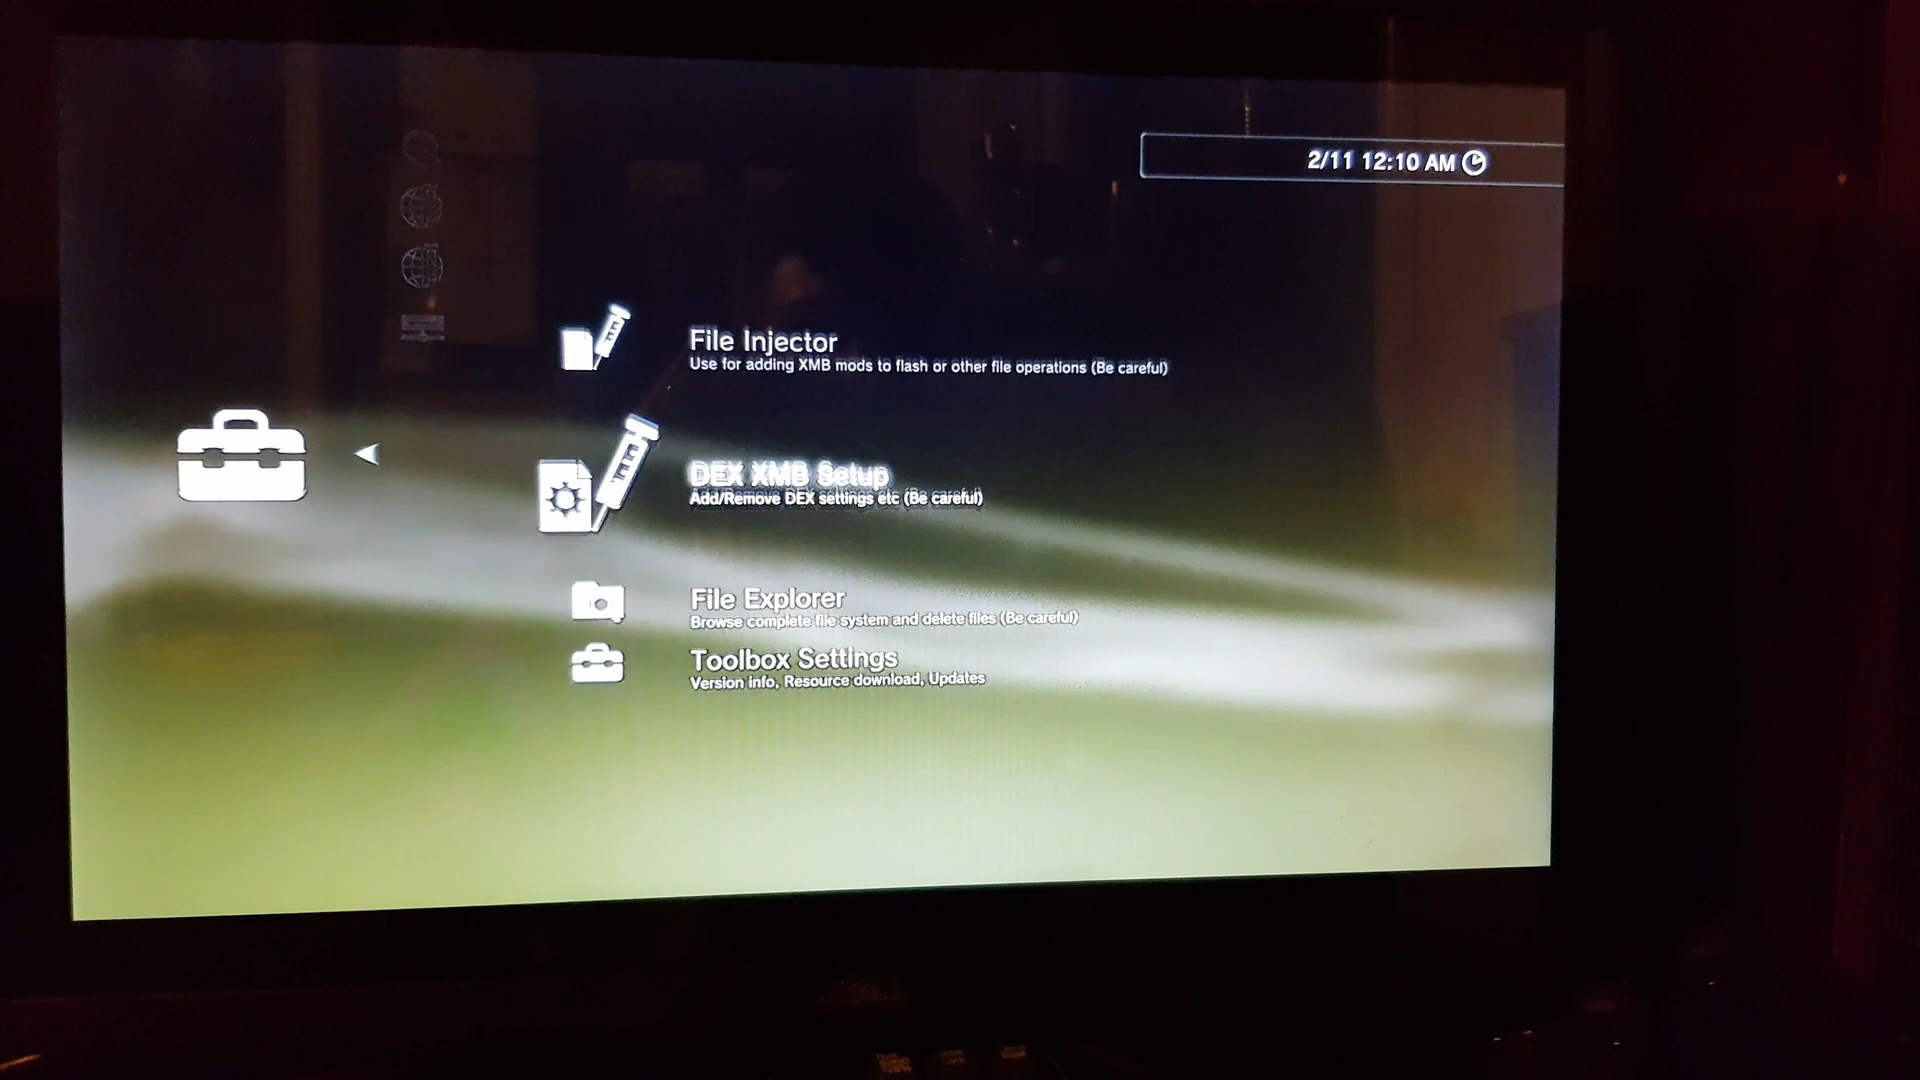 2/11 12:10 AM
File Injector
Use for adding XMB mods to flash or other file operations (Be careful)
DEX XMB Setup
Add/Remove DEX settings etc (Be careful)
File Explorer
Browse complete file system and delete files (Be careful)
Toolbox Settings
Version info, Resource download, Updates